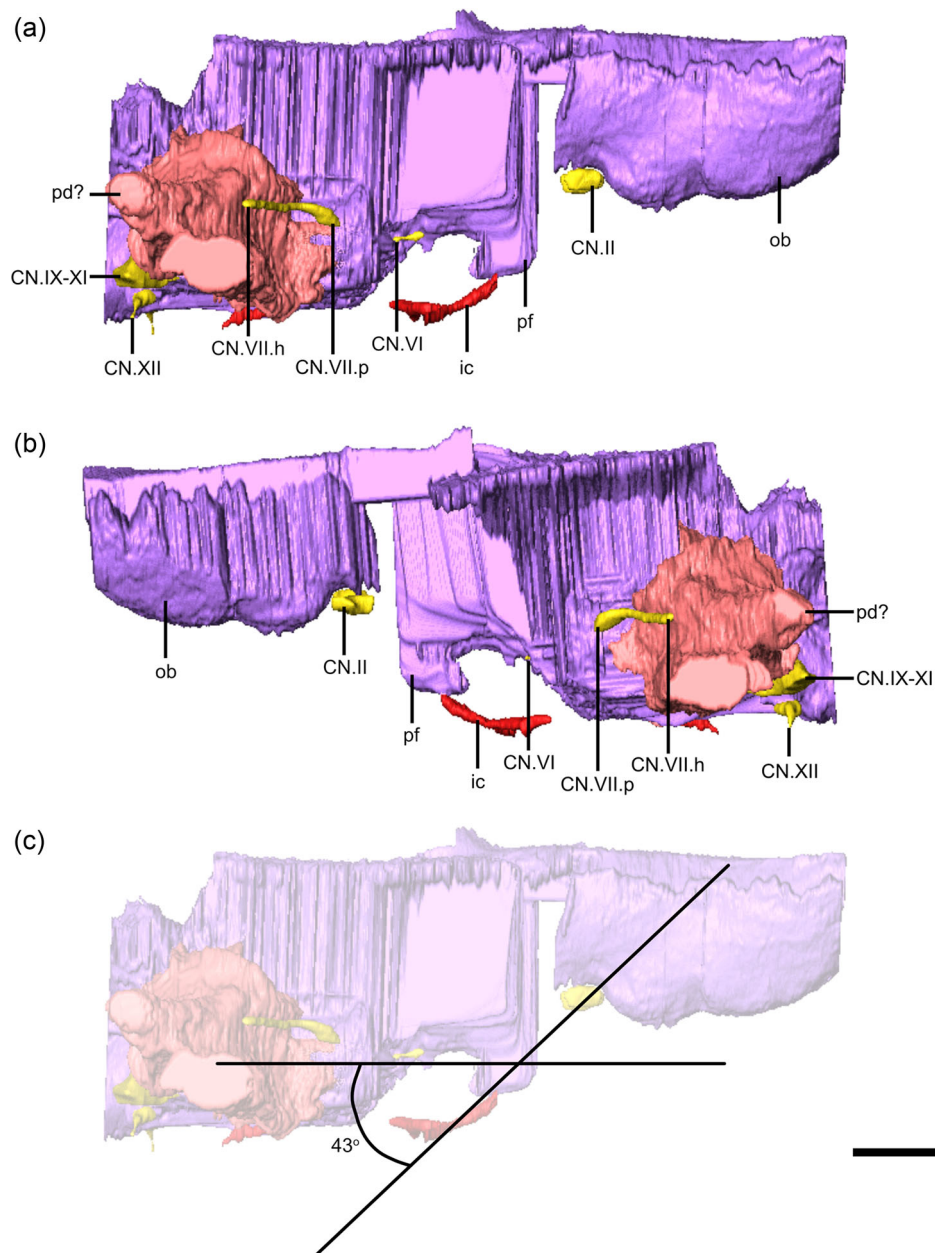 (a)
pd?
CN.IX-XI
CN.XII
CN.VII.h
CN.VII.p
CN.VI
ic
pf
CN.II
ob
(b)
ob
CN.II
pf
ic
CN.VI
CN.VII.p
CN.VII.h
CN.XII
CN.IX-XI
pd?
(c)
43°